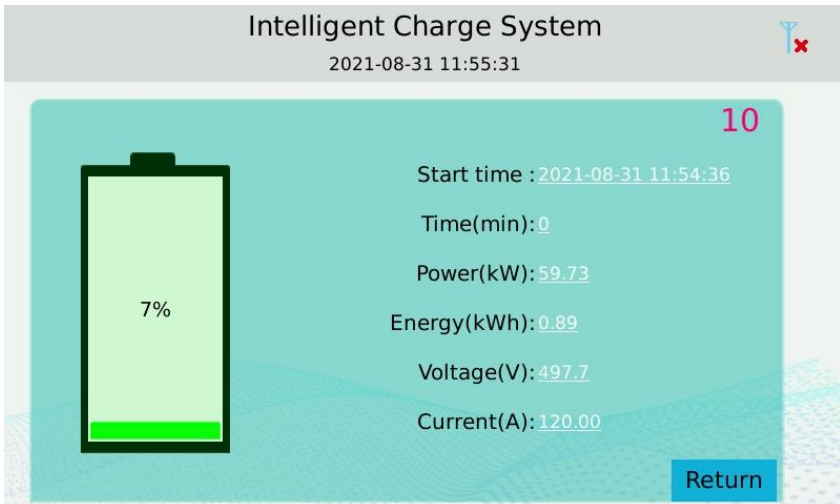 Intelligent Charge System
2021-08-31 11:55:31
10
Start time :2021-08-31 11:54:36
Time(min):0
Power(kW):59.73
7%
Energy(kWh):0.89
Voltage(V):497.7
Current(A):120.00
Return